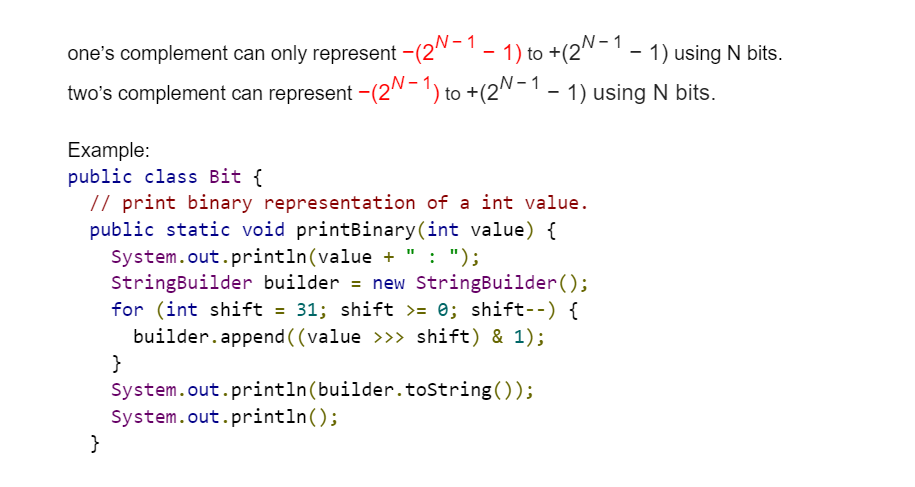 one’s complement can only represent −(2^{N−1} − 1) to +(2^{N−1} − 1) using N bits.
two’s complement can represent −(2^{N−1}) to +(2^{N−1} − 1) using N bits.
Example:
public class Bit {
  // print binary representation of a int value.
  public static void printBinary(int value) {
    System.out.println(value + " : ");
    StringBuilder builder = new StringBuilder();
    for (int shift = 31; shift >= 0; shift--) {
      builder.append((value >>> shift) & 1);
    }
    System.out.println(builder.toString());
    System.out.println();
  }